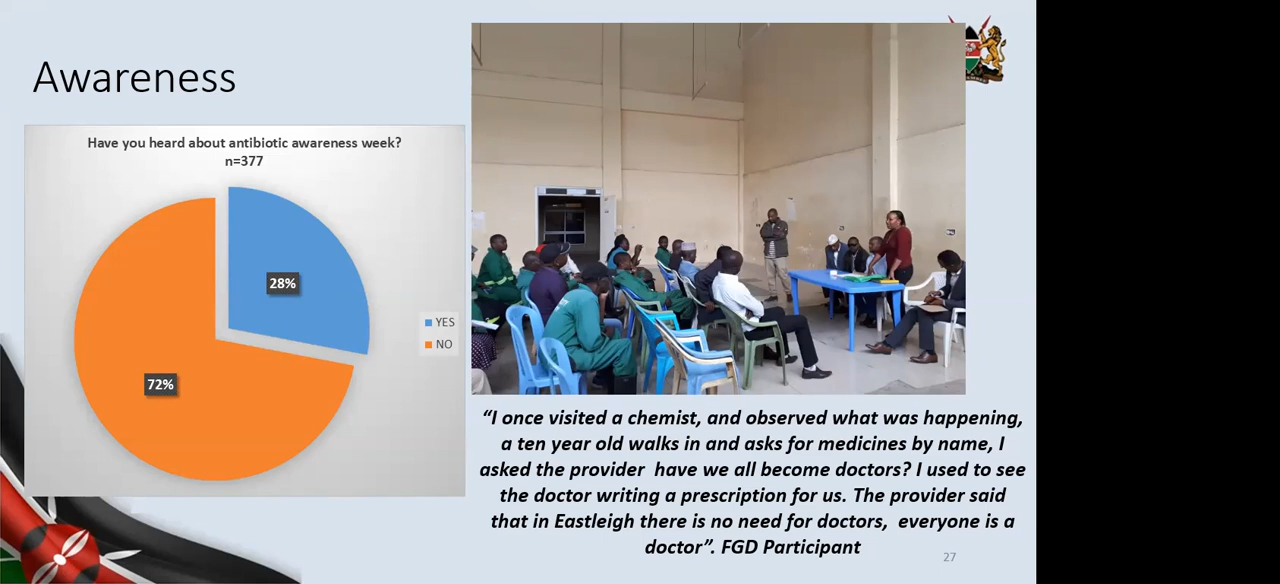 Awareness
Have you heard about antibiotic awareness week?
n=377
28%
72%
YES
NO
“I once visited a chemist, and observed what was happening,
a ten year old walks in and asks for medicines by name, I
asked the provider  have we all become doctors? I used to see
the doctor writing a prescription for us. The provider said
that in Eastleigh there is no need for doctors,  everyone is a
doctor”. FGD Participant
27